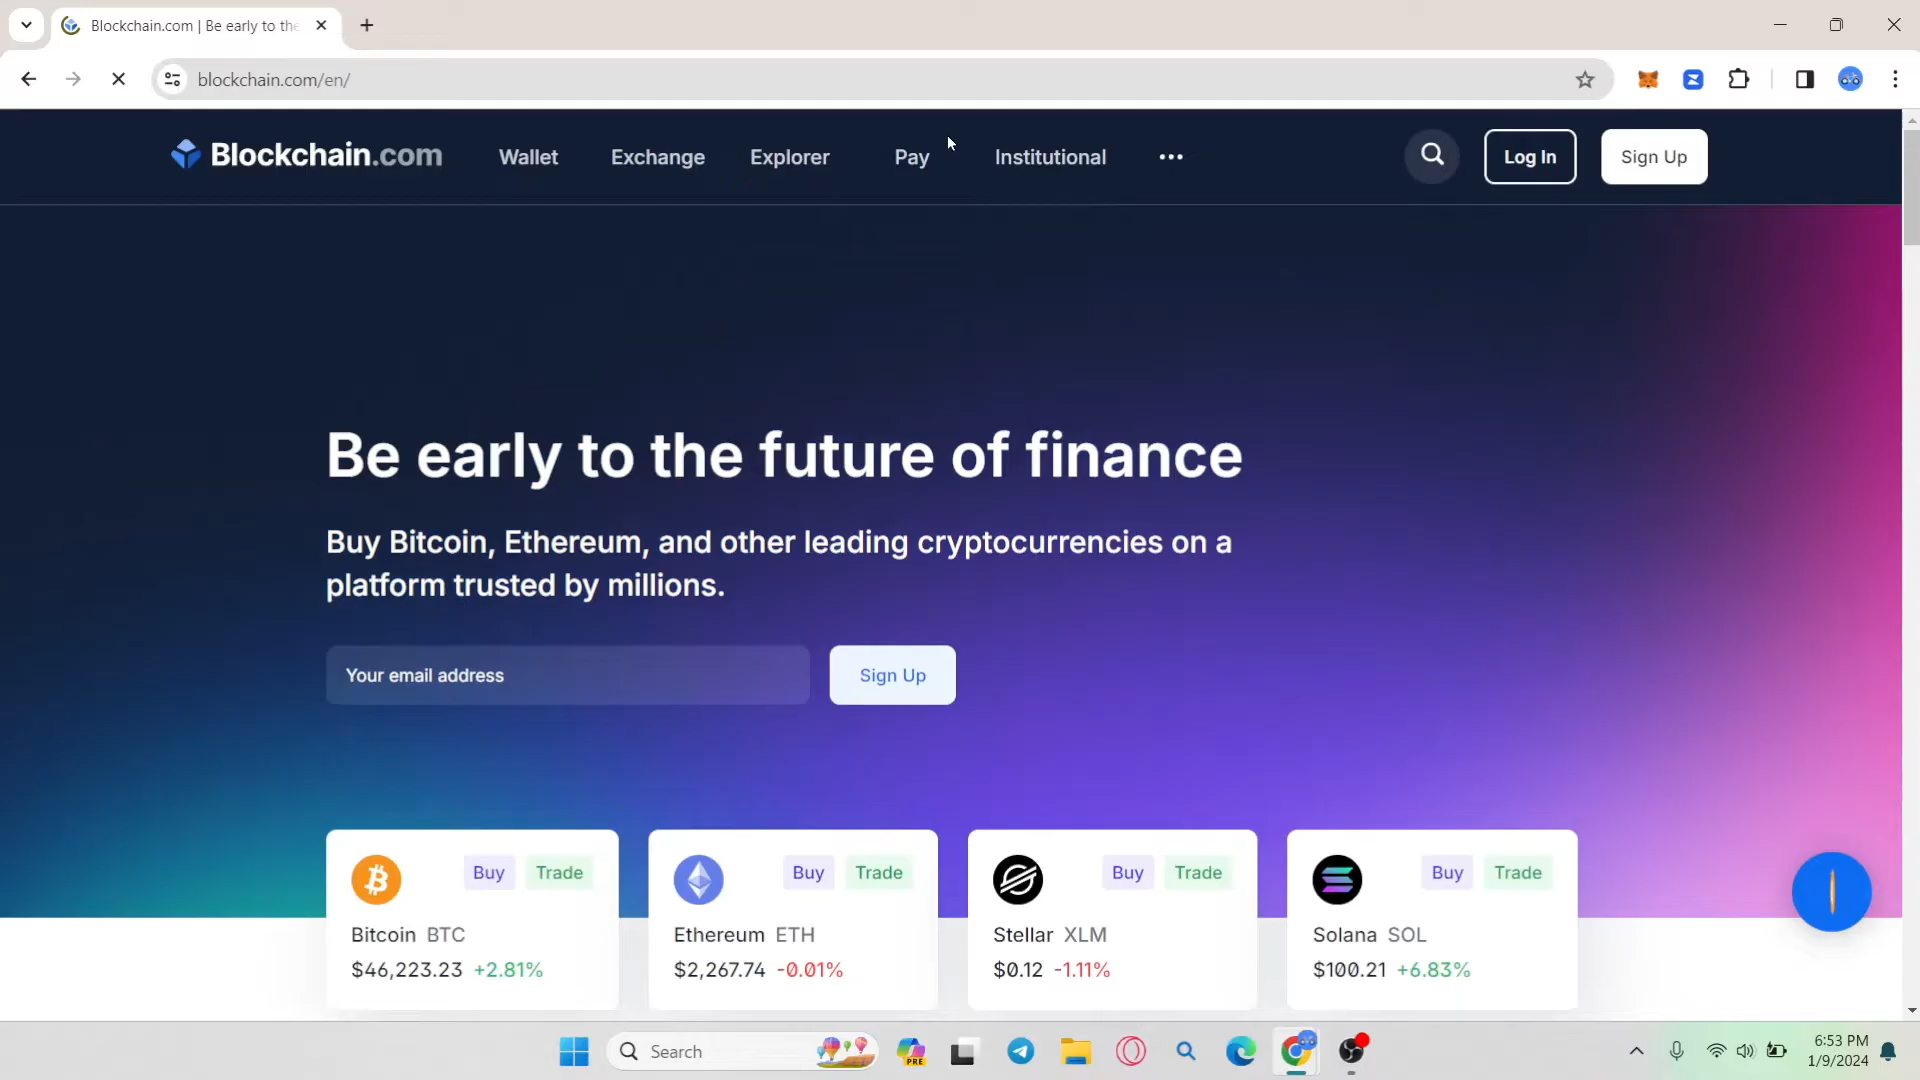 Blockchain.com | Be early to the
blockchain.com/en/
Blockchain.com Wallet Exchange Explorer Pay Institutional ••• Log In Sign Up
Be early to the future of finance
Buy Bitcoin, Ethereum, and other leading cryptocurrencies on a
platform trusted by millions.
Your email address Sign Up
Buy Trade Buy Trade Buy Trade Buy Trade
Bitcoin BTC Ethereum ETH Stellar XLM Solana SOL
$46,223.23 +2.81% $2,267.74 -0.01% $0.12 -1.11% $100.21 +6.83%
Search PRE 6:53 PM
1/9/2024